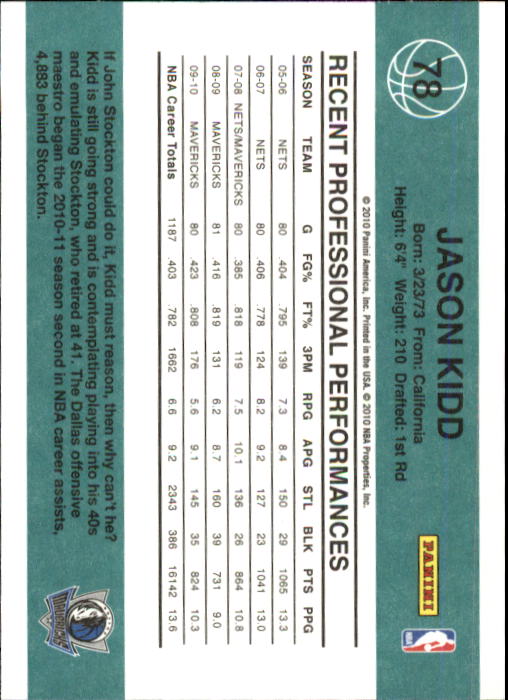 78
JASON KIDD
Born: 3/23/73 From: California
Height: 6'4" Weight: 210 Drafted: 1st Rd
PANINI
NBA
© 2010 Panini America, Inc. Printed in the USA. © 2010 NBA Properties, Inc.
RECENT PROFESSIONAL PERFORMANCES
SEASON TEAM G FG% FT% 3PM RPG APG STL BLK PTS PPG
05-06 NETS 80 .404 .795 139 7.3 8.4 150 29 1065 13.3
06-07 NETS 80 .406 .778 124 8.2 9.2 127 23 1041 13.0
07-08 NETS/MAVERICKS 80 .385 .818 119 7.5 10.1 136 26 864 10.8
08-09 MAVERICKS 81 .416 .819 131 6.2 8.7 160 39 731 9.0
09-10 MAVERICKS 80 .423 .808 176 5.6 9.1 145 35 824 10.3
NBA Career Totals 1187 .403 .782 1662 6.6 9.2 2343 386 16142 13.6
If John Stockton could do it, Kidd must reason, then why can't he?
Kidd is still going strong and is contemplating playing into his 40s
and emulating Stockton, who retired at 41. The Dallas offensive
maestro began the 2010-11 season second in NBA career assists,
4,883 behind Stockton.
MAVERICKS